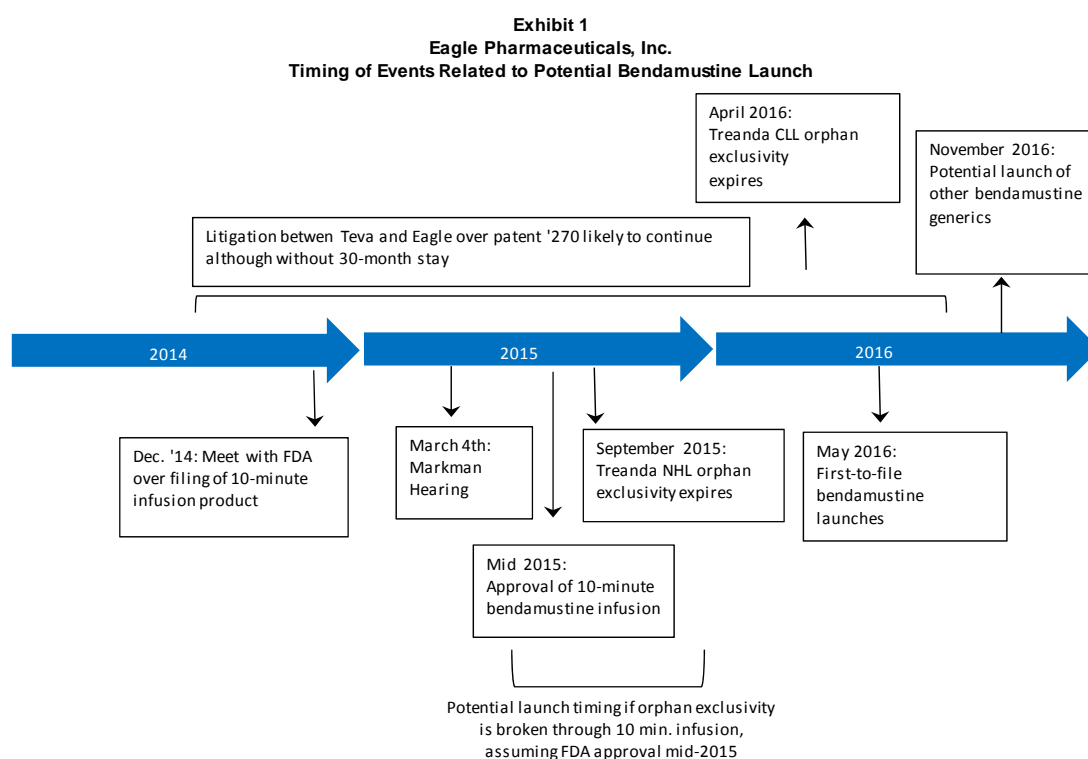 Exhibit 1
Eagle Pharmaceuticals, Inc.
Timing of Events Related to Potential Bendamustine Launch
April 2016:
Treanda CLL orphan
exclusivity
expires
November 2016:
Potential launch of
other bendamustine
generics
Litigation betwen Teva and Eagle over patent '270 likely to continue
although without 30-month stay
2014
2015
2016
Dec. '14: Meet with FDA
over filing of 10-minute
infusion product
March 4th:
Markman
Hearing
September 2015:
Treanda NHL orphan
exclusivity expires
May 2016:
First-to-file
bendamustine
launches
Mid 2015:
Approval of 10-minute
bendamustine infusion
Potential launch timing if orphan exclusivity
is broken through 10 min. infusion,
assuming FDA approval mid-2015